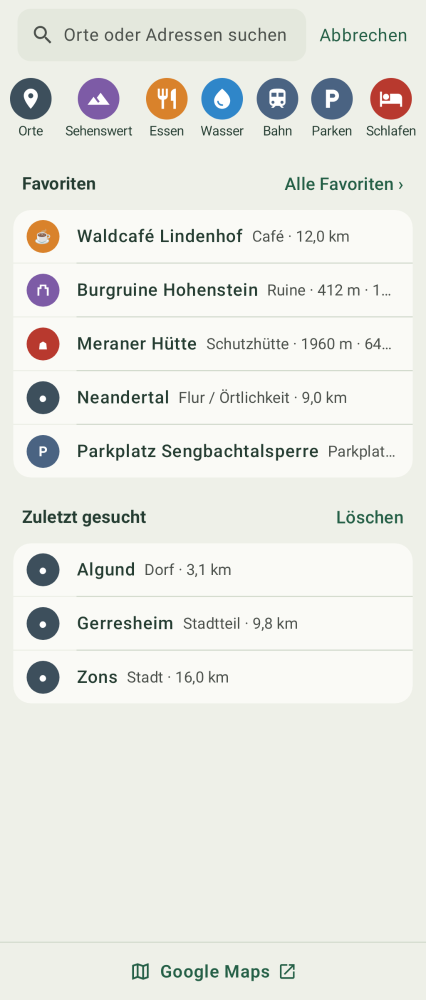 Orte oder Adressen suchen Abbrechen
Orte Sehenswert Essen Wasser Bahn Parken Schlafen
Favoriten Alle Favoriten ›
Waldcafé Lindenhof Café · 12,0 km
Burgruine Hohenstein Ruine · 412 m · 1…
Meraner Hütte Schutzhütte · 1960 m · 64…
Neandertal Flur / Örtlichkeit · 9,0 km
P Parkplatz Sengbachtalsperre Parkplat…
Zuletzt gesucht Löschen
Algund Dorf · 3,1 km
Gerresheim Stadtteil · 9,8 km
Zons Stadt · 16,0 km
Google Maps